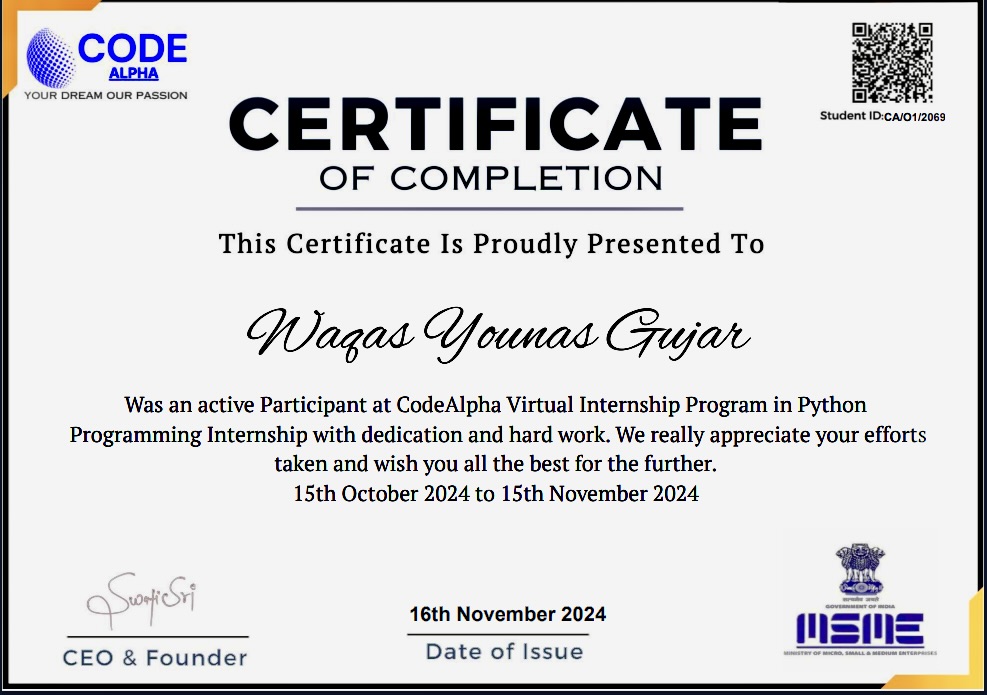 CODE
ALPHA
YOUR DREAM OUR PASSION
Student ID:CA/O1/2069
CERTIFICATE
OF COMPLETION
This Certificate Is Proudly Presented To
Waqas Younas Gujar
Was an active Participant at CodeAlpha Virtual Internship Program in Python
Programming Internship with dedication and hard work. We really appreciate your efforts
taken and wish you all the best for the further.
15th October 2024 to 15th November 2024
SwatiSri
CEO & Founder
16th November 2024
Date of Issue
सत्यमेव जयते
GOVERNMENT OF INDIA
MSME
MINISTRY OF MICRO, SMALL & MEDIUM ENTERPRISES